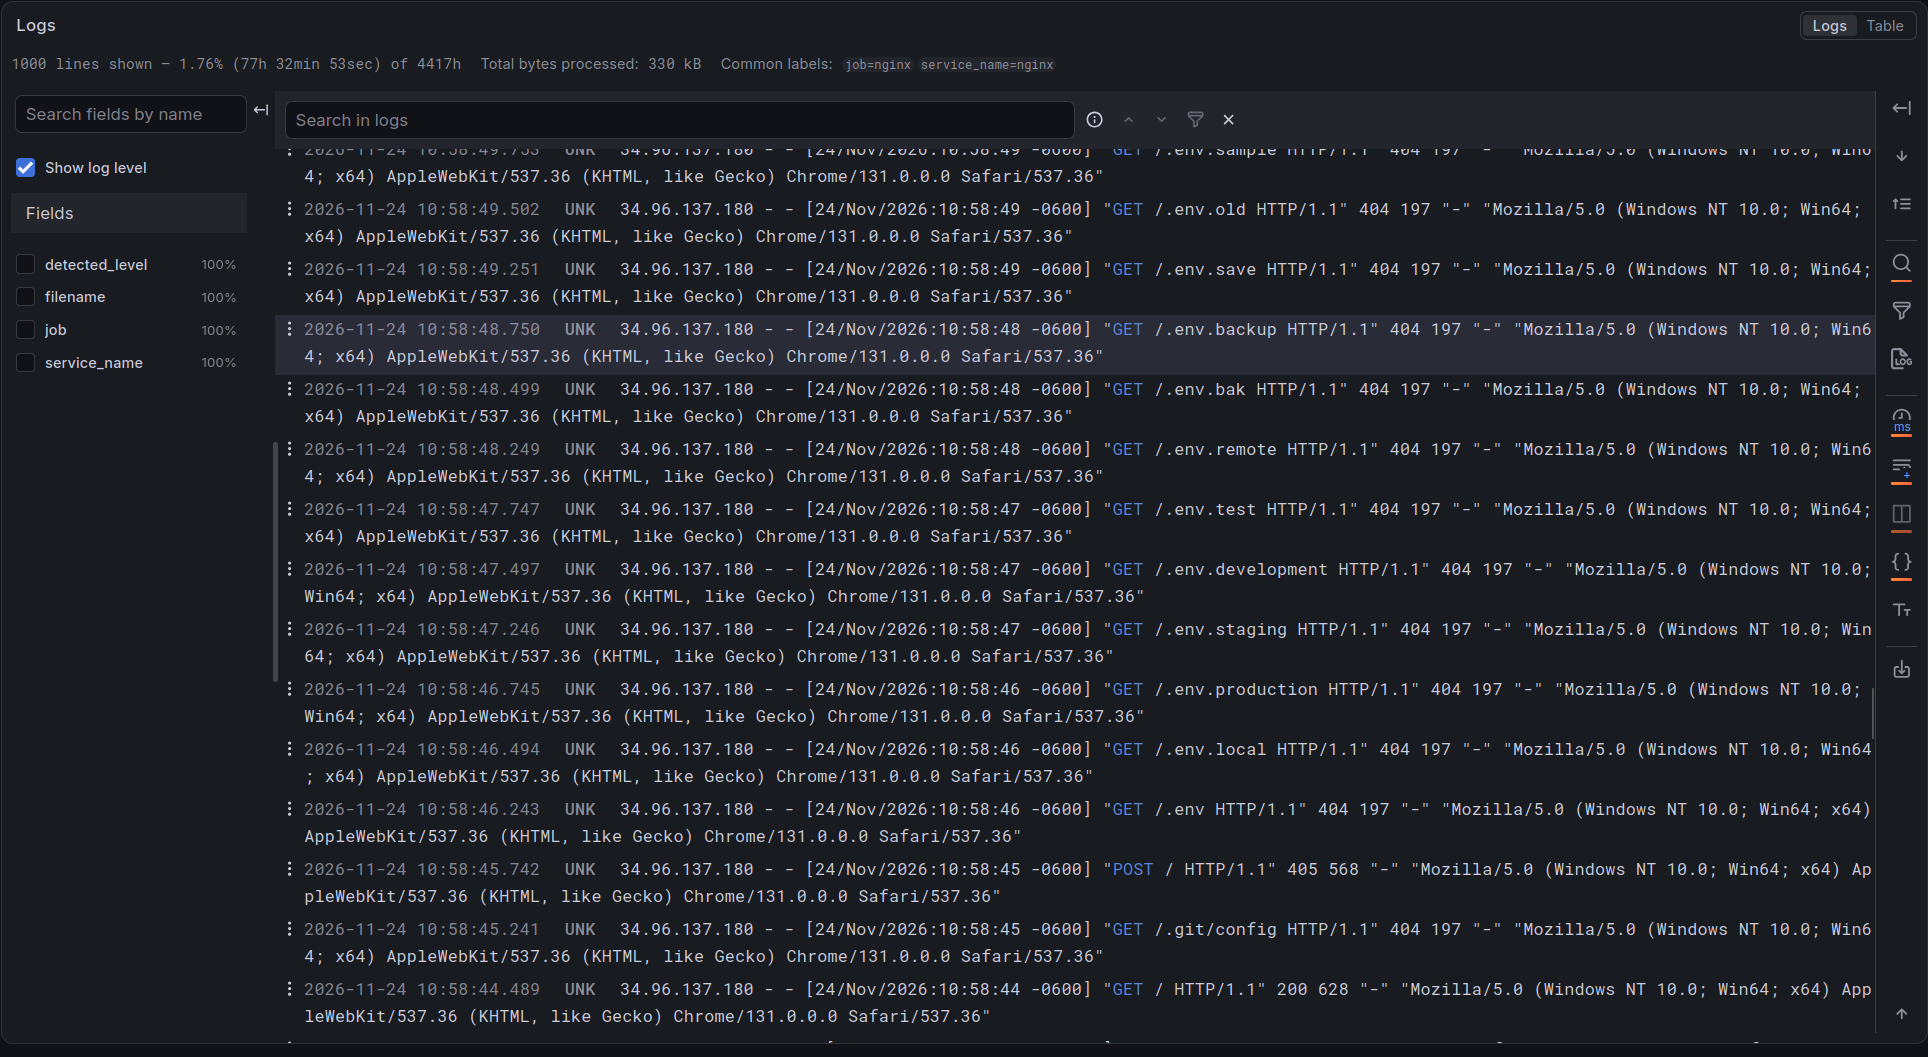 Logs
Logs Table
1000 lines shown — 1.76% (77h 32min 53sec) of 4417h Total bytes processed: 330 kB Common labels: job=nginx service_name=nginx
Search fields by name
Search in logs
Show log level
Fields
detected_level 100%
filename 100%
job 100%
service_name 100%
2026-11-24 10:58:49.753 UNK 34.96.137.180 - - [24/Nov/2026:10:58:49 -0600] "GET /.env.sample HTTP/1.1" 404 197 "-" "Mozilla/5.0 (Windows NT 10.0; Win6
4; x64) AppleWebKit/537.36 (KHTML, like Gecko) Chrome/131.0.0.0 Safari/537.36"
2026-11-24 10:58:49.502 UNK 34.96.137.180 - - [24/Nov/2026:10:58:49 -0600] "GET /.env.old HTTP/1.1" 404 197 "-" "Mozilla/5.0 (Windows NT 10.0; Win64;
x64) AppleWebKit/537.36 (KHTML, like Gecko) Chrome/131.0.0.0 Safari/537.36"
2026-11-24 10:58:49.251 UNK 34.96.137.180 - - [24/Nov/2026:10:58:49 -0600] "GET /.env.save HTTP/1.1" 404 197 "-" "Mozilla/5.0 (Windows NT 10.0; Win64;
x64) AppleWebKit/537.36 (KHTML, like Gecko) Chrome/131.0.0.0 Safari/537.36"
2026-11-24 10:58:48.750 UNK 34.96.137.180 - - [24/Nov/2026:10:58:48 -0600] "GET /.env.backup HTTP/1.1" 404 197 "-" "Mozilla/5.0 (Windows NT 10.0; Win6
4; x64) AppleWebKit/537.36 (KHTML, like Gecko) Chrome/131.0.0.0 Safari/537.36"
2026-11-24 10:58:48.499 UNK 34.96.137.180 - - [24/Nov/2026:10:58:48 -0600] "GET /.env.bak HTTP/1.1" 404 197 "-" "Mozilla/5.0 (Windows NT 10.0; Win64;
x64) AppleWebKit/537.36 (KHTML, like Gecko) Chrome/131.0.0.0 Safari/537.36"
2026-11-24 10:58:48.249 UNK 34.96.137.180 - - [24/Nov/2026:10:58:48 -0600] "GET /.env.remote HTTP/1.1" 404 197 "-" "Mozilla/5.0 (Windows NT 10.0; Win6
4; x64) AppleWebKit/537.36 (KHTML, like Gecko) Chrome/131.0.0.0 Safari/537.36"
2026-11-24 10:58:47.747 UNK 34.96.137.180 - - [24/Nov/2026:10:58:47 -0600] "GET /.env.test HTTP/1.1" 404 197 "-" "Mozilla/5.0 (Windows NT 10.0; Win64;
x64) AppleWebKit/537.36 (KHTML, like Gecko) Chrome/131.0.0.0 Safari/537.36"
2026-11-24 10:58:47.497 UNK 34.96.137.180 - - [24/Nov/2026:10:58:47 -0600] "GET /.env.development HTTP/1.1" 404 197 "-" "Mozilla/5.0 (Windows NT 10.0;
Win64; x64) AppleWebKit/537.36 (KHTML, like Gecko) Chrome/131.0.0.0 Safari/537.36"
2026-11-24 10:58:47.246 UNK 34.96.137.180 - - [24/Nov/2026:10:58:47 -0600] "GET /.env.staging HTTP/1.1" 404 197 "-" "Mozilla/5.0 (Windows NT 10.0; Win
64; x64) AppleWebKit/537.36 (KHTML, like Gecko) Chrome/131.0.0.0 Safari/537.36"
2026-11-24 10:58:46.745 UNK 34.96.137.180 - - [24/Nov/2026:10:58:46 -0600] "GET /.env.production HTTP/1.1" 404 197 "-" "Mozilla/5.0 (Windows NT 10.0;
Win64; x64) AppleWebKit/537.36 (KHTML, like Gecko) Chrome/131.0.0.0 Safari/537.36"
2026-11-24 10:58:46.494 UNK 34.96.137.180 - - [24/Nov/2026:10:58:46 -0600] "GET /.env.local HTTP/1.1" 404 197 "-" "Mozilla/5.0 (Windows NT 10.0; Win64
; x64) AppleWebKit/537.36 (KHTML, like Gecko) Chrome/131.0.0.0 Safari/537.36"
2026-11-24 10:58:46.243 UNK 34.96.137.180 - - [24/Nov/2026:10:58:46 -0600] "GET /.env HTTP/1.1" 404 197 "-" "Mozilla/5.0 (Windows NT 10.0; Win64; x64)
AppleWebKit/537.36 (KHTML, like Gecko) Chrome/131.0.0.0 Safari/537.36"
2026-11-24 10:58:45.742 UNK 34.96.137.180 - - [24/Nov/2026:10:58:45 -0600] "POST / HTTP/1.1" 405 568 "-" "Mozilla/5.0 (Windows NT 10.0; Win64; x64) Ap
pleWebKit/537.36 (KHTML, like Gecko) Chrome/131.0.0.0 Safari/537.36"
2026-11-24 10:58:45.241 UNK 34.96.137.180 - - [24/Nov/2026:10:58:45 -0600] "GET /.git/config HTTP/1.1" 404 197 "-" "Mozilla/5.0 (Windows NT 10.0; Win6
4; x64) AppleWebKit/537.36 (KHTML, like Gecko) Chrome/131.0.0.0 Safari/537.36"
2026-11-24 10:58:44.489 UNK 34.96.137.180 - - [24/Nov/2026:10:58:44 -0600] "GET / HTTP/1.1" 200 628 "-" "Mozilla/5.0 (Windows NT 10.0; Win64; x64) App
leWebKit/537.36 (KHTML, like Gecko) Chrome/131.0.0.0 Safari/537.36"
LOG
ms